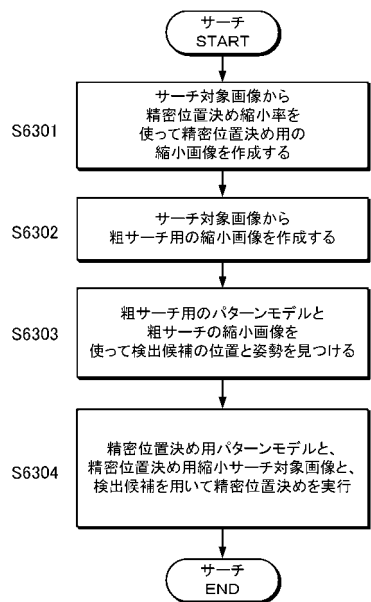 サーチ
START
S6301
サーチ対象画像から
精密位置決め縮小率を
使って精密位置決め用の
縮小画像を作成する
S6302
サーチ対象画像から
粗サーチ用の縮小画像を作成する
S6303
粗サーチ用のパターンモデルと
粗サーチの縮小画像を
使って検出候補の位置と姿勢を見つける
S6304
精密位置決め用パターンモデルと、
精密位置決め用縮小サーチ対象画像と、
検出候補を用いて精密位置決めを実行
サーチ
END